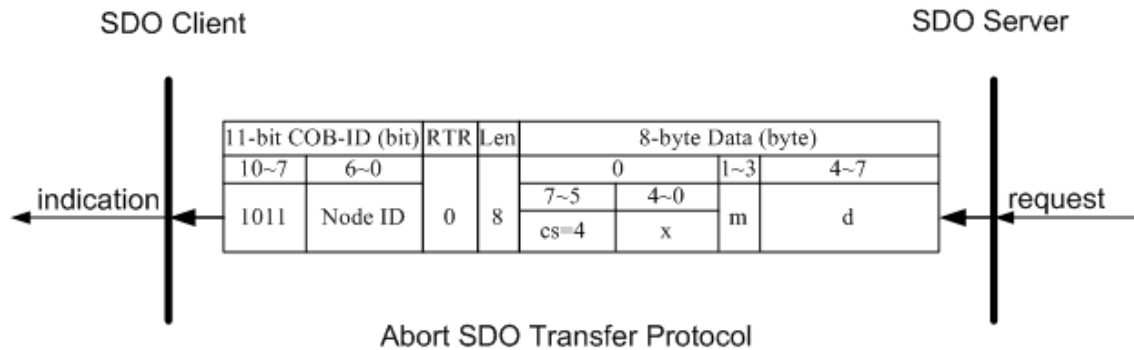 SDO Client SDO Server
11-bit COB-ID (bit) RTR Len 8-byte Data (byte)
10~7 6~0 0 1~3 4~7
indication 1011 Node ID 0 8 7~5 4~0 m d request
cs=4 x
Abort SDO Transfer Protocol